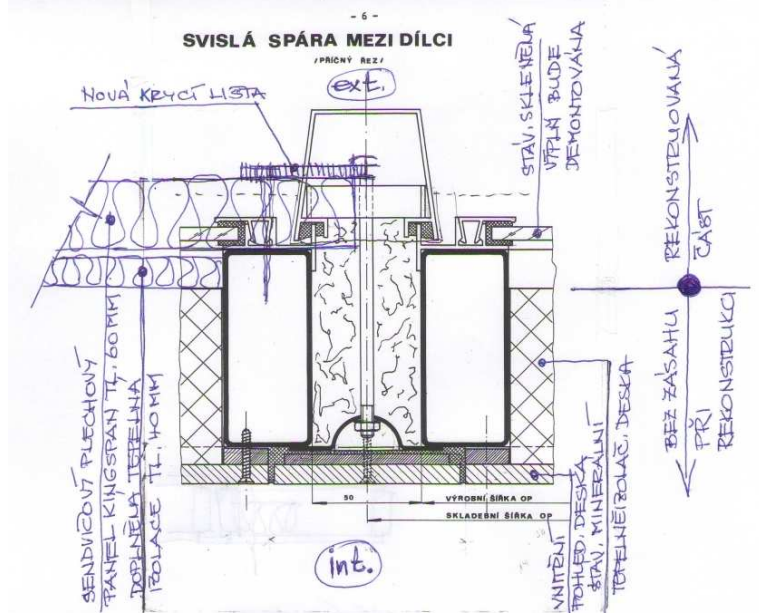 - 6 -
SVISLÁ SPÁRA MEZI DÍLCI
/PŘÍČNÝ ŘEZ/
ext.
NOVÁ KRYCÍ LIŠTA
STÁV. SKLENĚNÁ
VÝPLŇ BUDE
DEMONTOVÁNA
REKONSTRUOVANÁ
ČÁST
BEZ ZÁSAHU
PŘI
REKONSTRUKCI
SENDVIČOVÝ PLECHOVÝ
PANEL KINGSPAN TL. 60MM
DOPLNĚNA TEPELNÁ
IZOLACE TL. 40MM
50
VÝROBNÍ ŠÍŘKA OP
SKLADEBNÍ ŠÍŘKA OP
VNITŘNÍ
POHLED. DESKA
STÁV. MINERÁLNÍ
TEPELNĚIZOLAČ. DESKA
int.